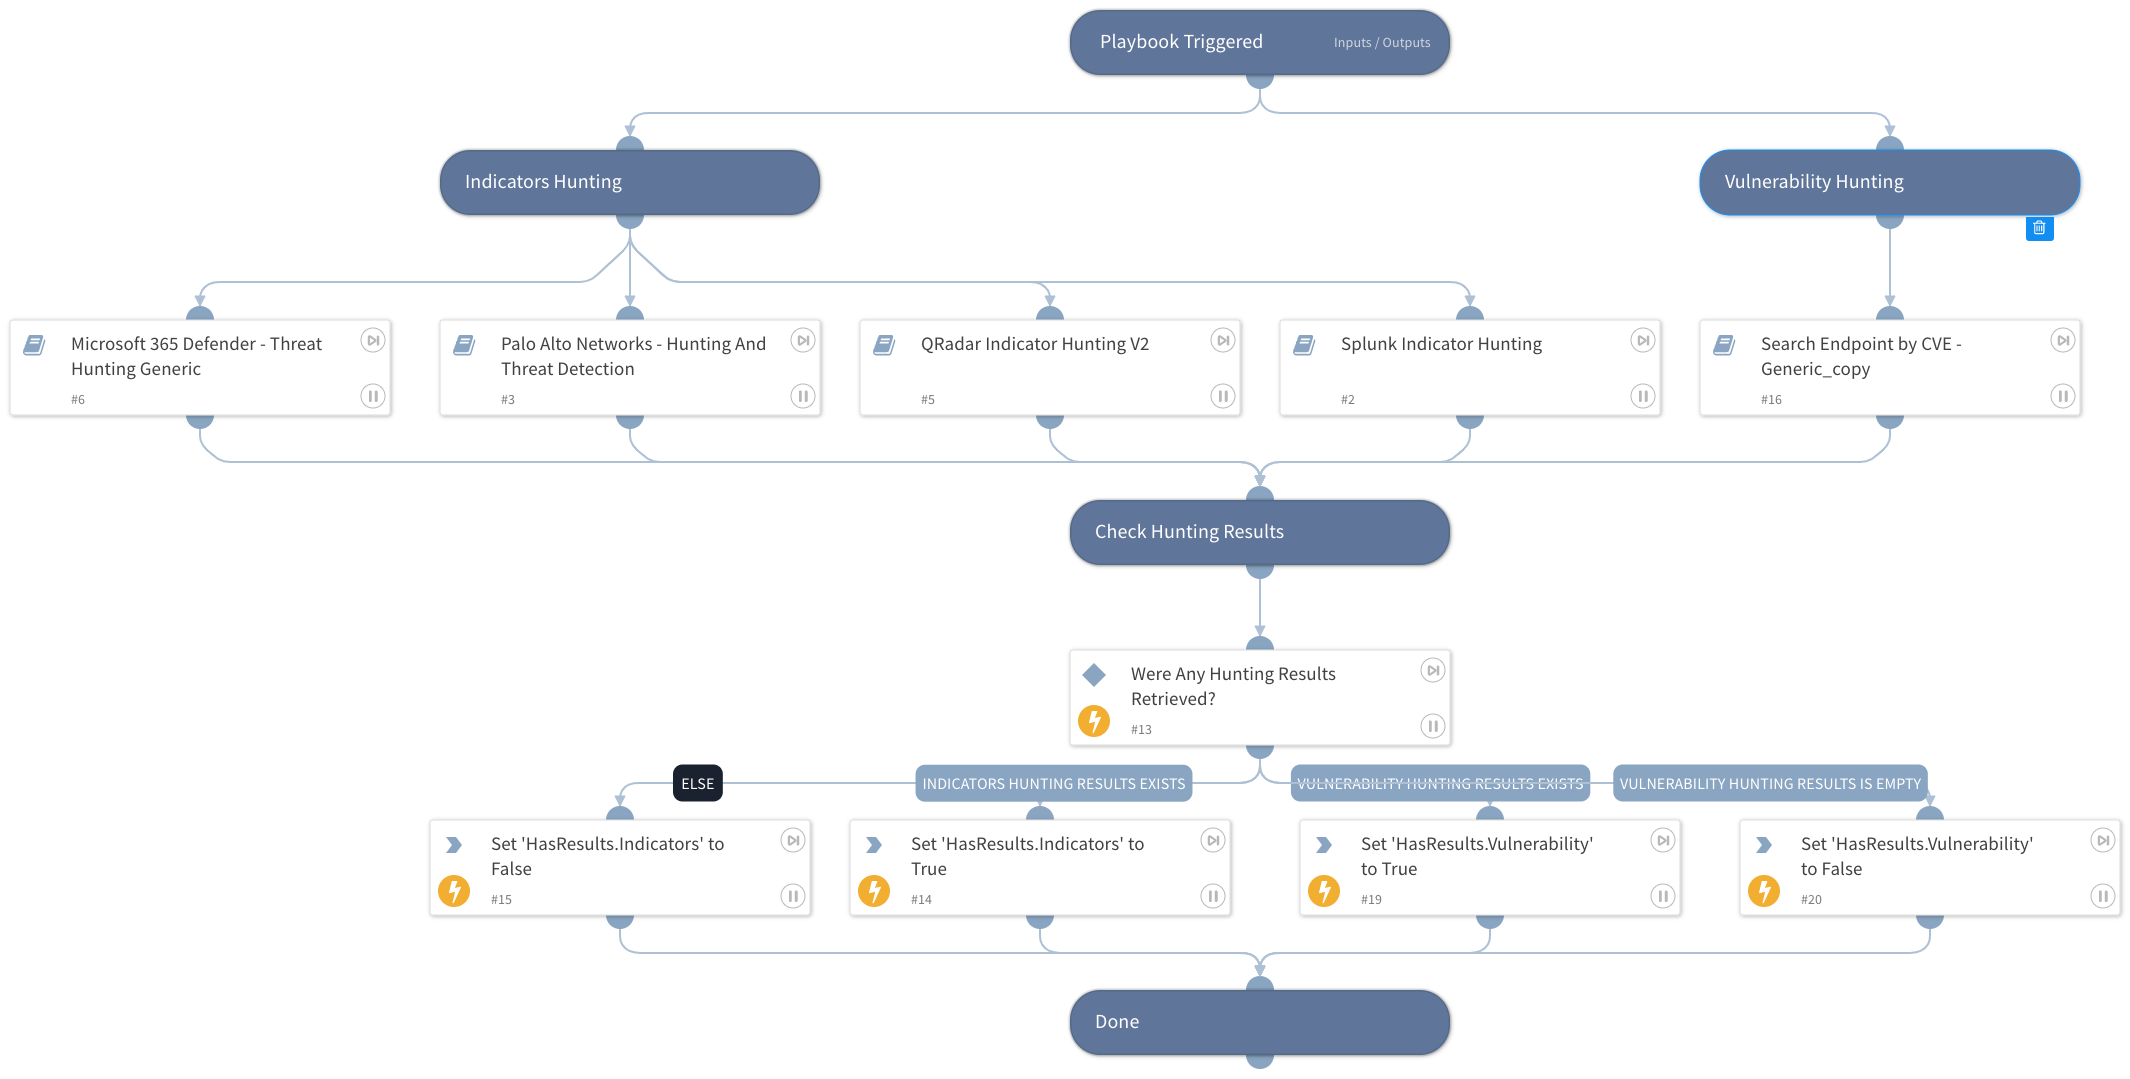 Playbook Triggered
Inputs / Outputs
Indicators Hunting
Vulnerability Hunting
Microsoft 365 Defender - Threat
Hunting Generic
#6
Palo Alto Networks - Hunting And
Threat Detection
#3
QRadar Indicator Hunting V2
#5
Splunk Indicator Hunting
#2
Search Endpoint by CVE -
Generic_copy
#16
Check Hunting Results
Were Any Hunting Results
Retrieved?
#13
ELSE
INDICATORS HUNTING RESULTS EXISTS
VULNERABILITY HUNTING RESULTS EXISTS
VULNERABILITY HUNTING RESULTS IS EMPTY
Set 'HasResults.Indicators' to
False
#15
Set 'HasResults.Indicators' to
True
#14
Set 'HasResults.Vulnerability'
to True
#19
Set 'HasResults.Vulnerability'
to False
#20
Done